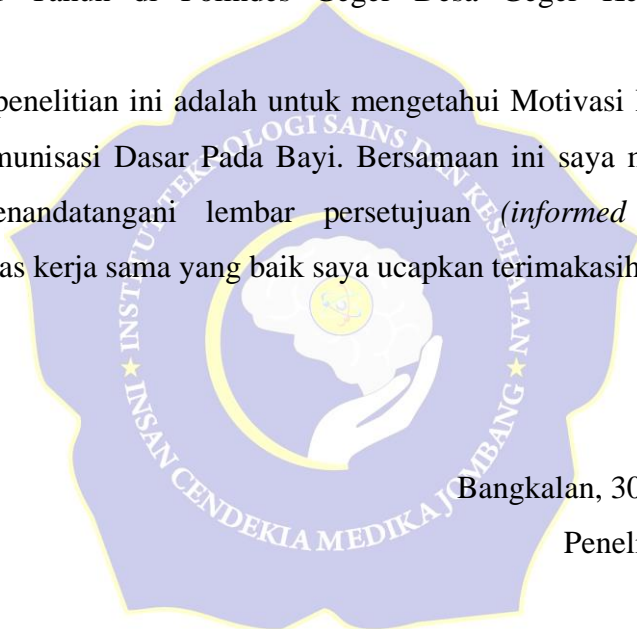 Tahun di Polindes Geger Desa Geger
penelitian ini adalah untuk mengetahui Motivasi
munisasi Dasar Pada Bayi. Bersamaan ini saya
enandatangani lembar persetujuan (informed
as kerja sama yang baik saya ucapkan terimakasih
INSTITUT TEKNOLOGI SAINS DAN KESEHATAN
INSAN CENDEKIA MEDIKA JOMBANG
Bangkalan, 30
Penel